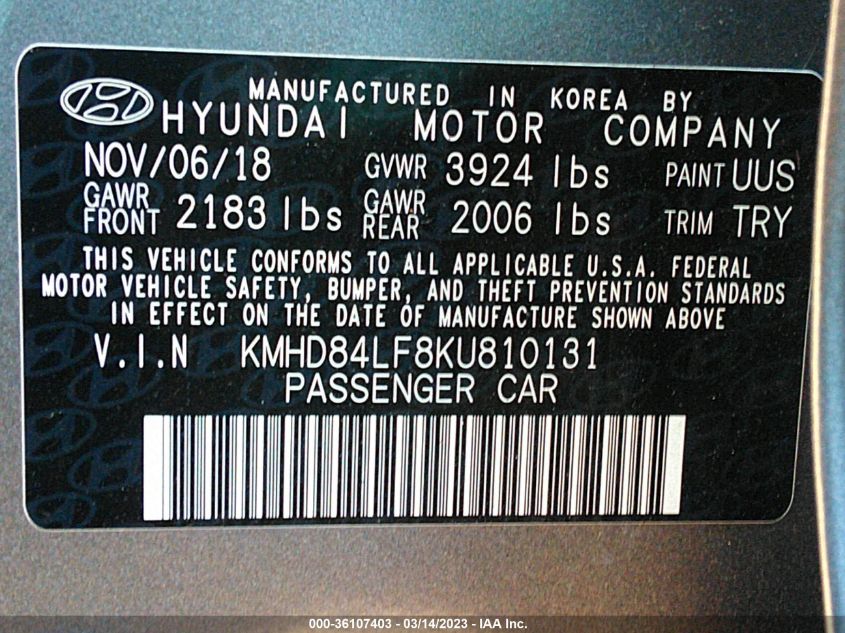 MANUFACTURED IN KOREA BY
HYUNDAI MOTOR COMPANY
NOV/06/18 GVWR 3924 lbs PAINT UUS
GAWR FRONT 2183 lbs GAWR REAR 2006 lbs TRIM TRY
THIS VEHICLE CONFORMS TO ALL APPLICABLE U.S.A. FEDERAL
MOTOR VEHICLE SAFETY, BUMPER, AND THEFT PREVENTION STANDARDS
IN EFFECT ON THE DATE OF MANUFACTURE SHOWN ABOVE
V.I.N KMHD84LF8KU810131
PASSENGER CAR
000-36107403 - 03/14/2023 - IAA Inc.